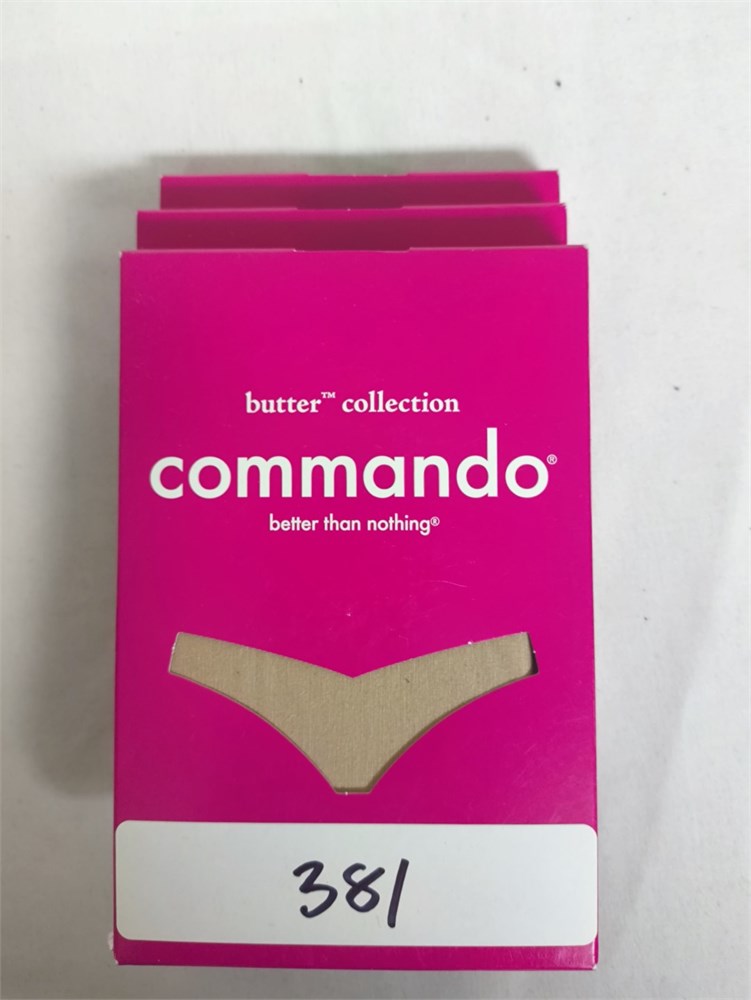 butter™ collection
commando®
better than nothing®
381